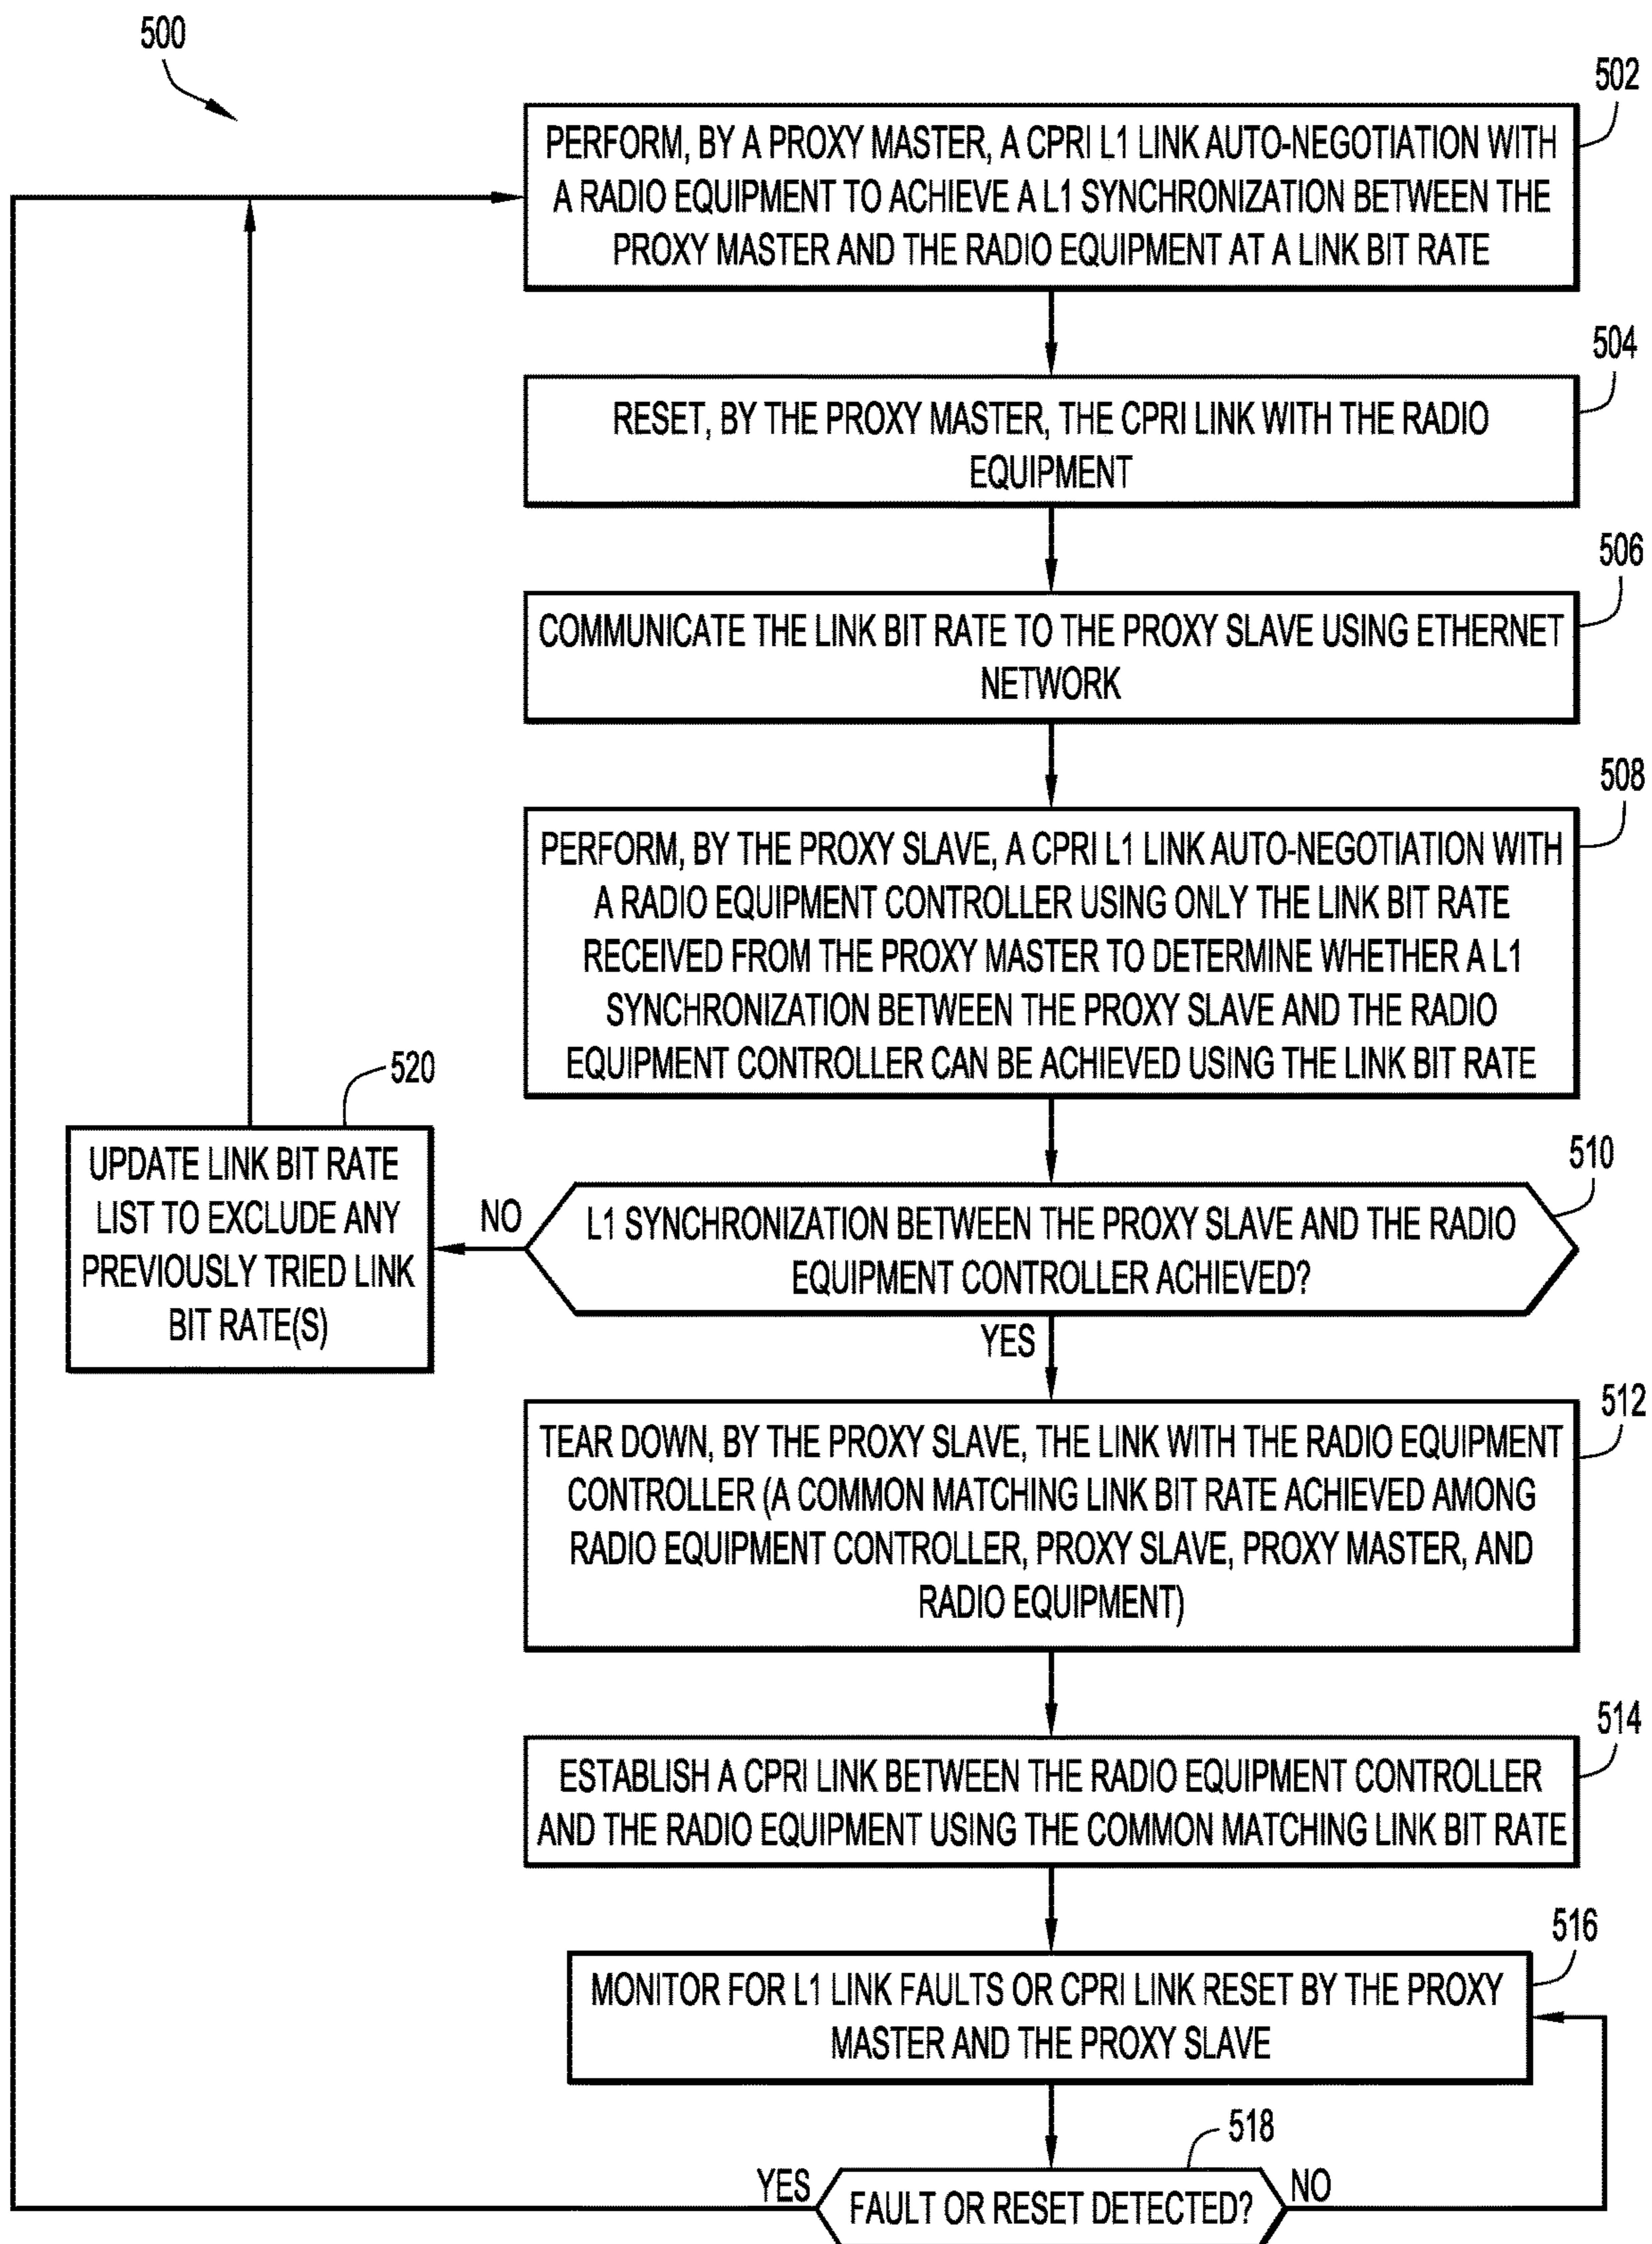 500
502
PERFORM, BY A PROXY MASTER, A CPRI L1 LINK AUTO-NEGOTIATION WITH
A RADIO EQUIPMENT TO ACHIEVE A L1 SYNCHRONIZATION BETWEEN THE
PROXY MASTER AND THE RADIO EQUIPMENT AT A LINK BIT RATE
504
RESET, BY THE PROXY MASTER, THE CPRI LINK WITH THE RADIO
EQUIPMENT
506
COMMUNICATE THE LINK BIT RATE TO THE PROXY SLAVE USING ETHERNET
NETWORK
508
PERFORM, BY THE PROXY SLAVE, A CPRI L1 LINK AUTO-NEGOTIATION WITH
A RADIO EQUIPMENT CONTROLLER USING ONLY THE LINK BIT RATE
RECEIVED FROM THE PROXY MASTER TO DETERMINE WHETHER A L1
SYNCHRONIZATION BETWEEN THE PROXY SLAVE AND THE RADIO
EQUIPMENT CONTROLLER CAN BE ACHIEVED USING THE LINK BIT RATE
520
UPDATE LINK BIT RATE
LIST TO EXCLUDE ANY
PREVIOUSLY TRIED LINK
BIT RATE(S)
NO
510
L1 SYNCHRONIZATION BETWEEN THE PROXY SLAVE AND THE RADIO
EQUIPMENT CONTROLLER ACHIEVED?
YES
512
TEAR DOWN, BY THE PROXY SLAVE, THE LINK WITH THE RADIO EQUIPMENT
CONTROLLER (A COMMON MATCHING LINK BIT RATE ACHIEVED AMONG
RADIO EQUIPMENT CONTROLLER, PROXY SLAVE, PROXY MASTER, AND
RADIO EQUIPMENT)
514
ESTABLISH A CPRI LINK BETWEEN THE RADIO EQUIPMENT CONTROLLER
AND THE RADIO EQUIPMENT USING THE COMMON MATCHING LINK BIT RATE
516
MONITOR FOR L1 LINK FAULTS OR CPRI LINK RESET BY THE PROXY
MASTER AND THE PROXY SLAVE
518
YES
FAULT OR RESET DETECTED?
NO